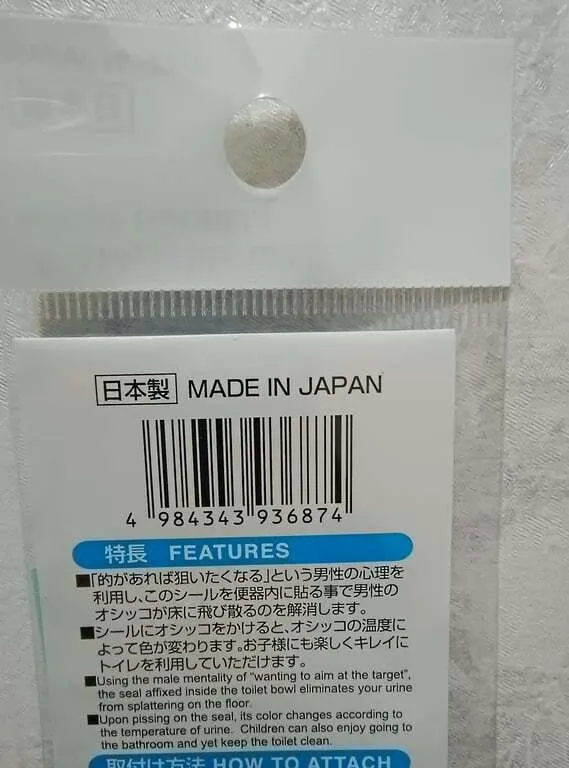 日本製 MADE IN JAPAN
4 984343 936874
特長 FEATURES
■「的があれば狙いたくなる」という男性の心理を
利用し、このシールを便器内に貼る事で男性の
オシッコが床に飛び散るのを解消します。
■シールにオシッコをかけると、オシッコの温度に
よって色が変わります。お子様にも楽しくキレイに
トイレを利用していただけます。
■Using the male mentality of "wanting to aim at the target",
the seal affixed inside the toilet bowl eliminates your urine
from splattering on the floor.
■Upon pissing on the seal, its color changes according to
the temperature of urine. Children can also enjoy going to
the bathroom and yet keep the toilet clean.
取付け方法 HOW TO ATTACH